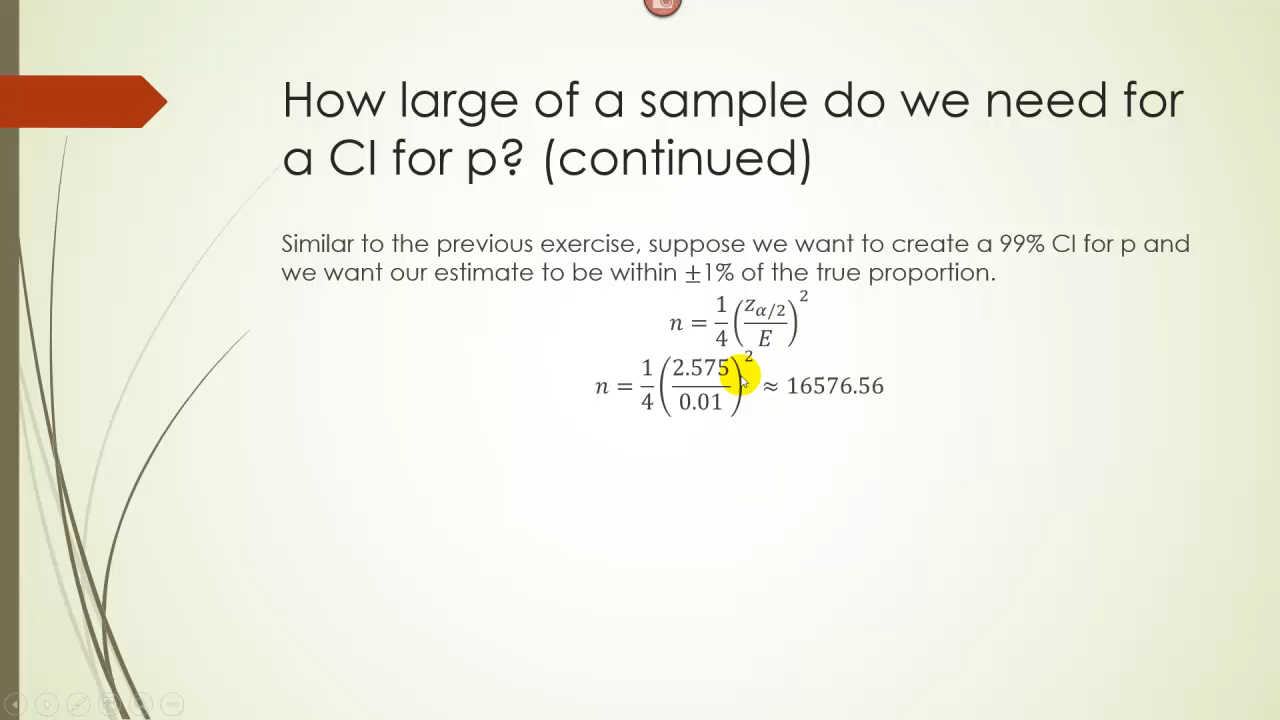 How large of a sample do we need for
a CI for p? (continued)
Similar to the previous exercise, suppose we want to create a 99% CI for p and
we want our estimate to be within ±1% of the true proportion.
n = 1/4 (z_{α/2}/E)^2
n = 1/4 (2.575/0.01)^2 ≈ 16576.56